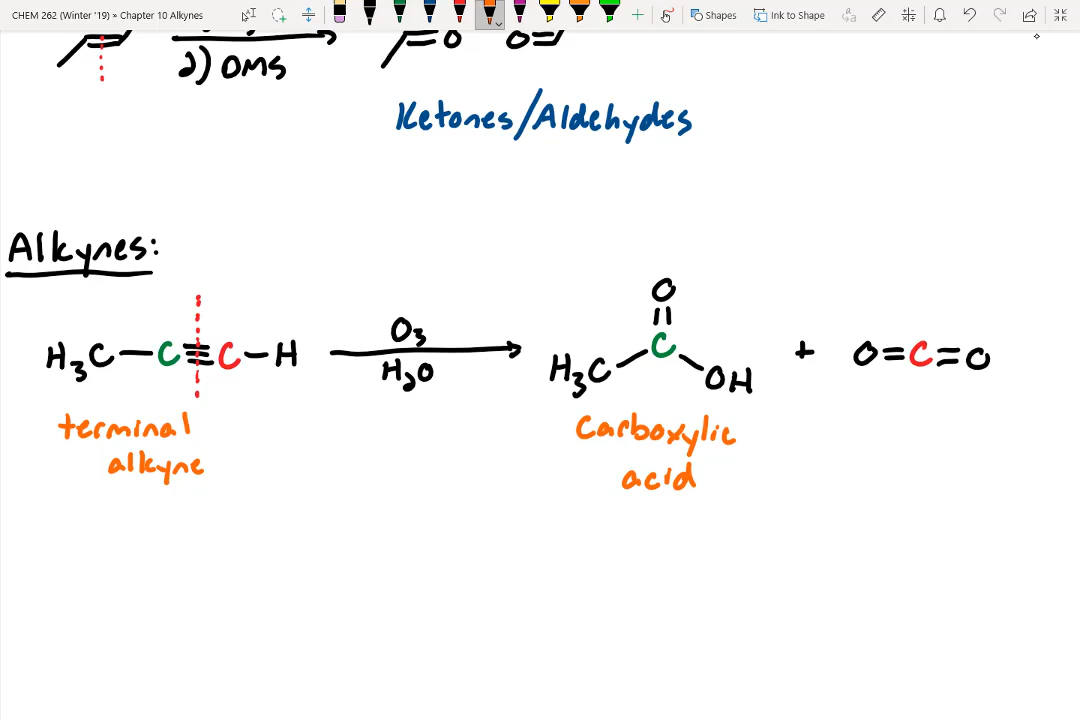 CHEM 262 (Winter '19) » Chapter 10 Alkynes
Shapes
Ink to Shape
2) DMS
O O
Ketones/Aldehydes
Alkynes:
H₃C—C≡C—H
O₃
H₂O
O
H₃C C OH
+ O=C=O
terminal
alkyne
Carboxylic
acid